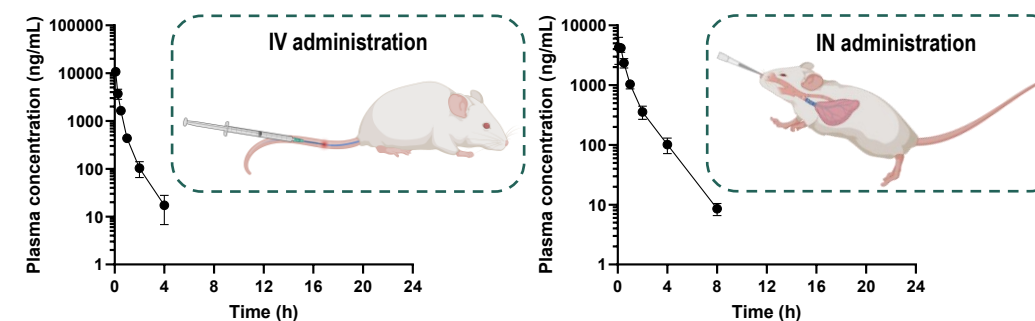 IV administration
Plasma concentration (ng/mL)
100000
10000
1000
100
10
1
0 4 8 12 16 20 24
Time (h)
IN administration
Plasma concentration (ng/mL)
10000
1000
100
10
1
0 4 8 12 16 20 24
Time (h)